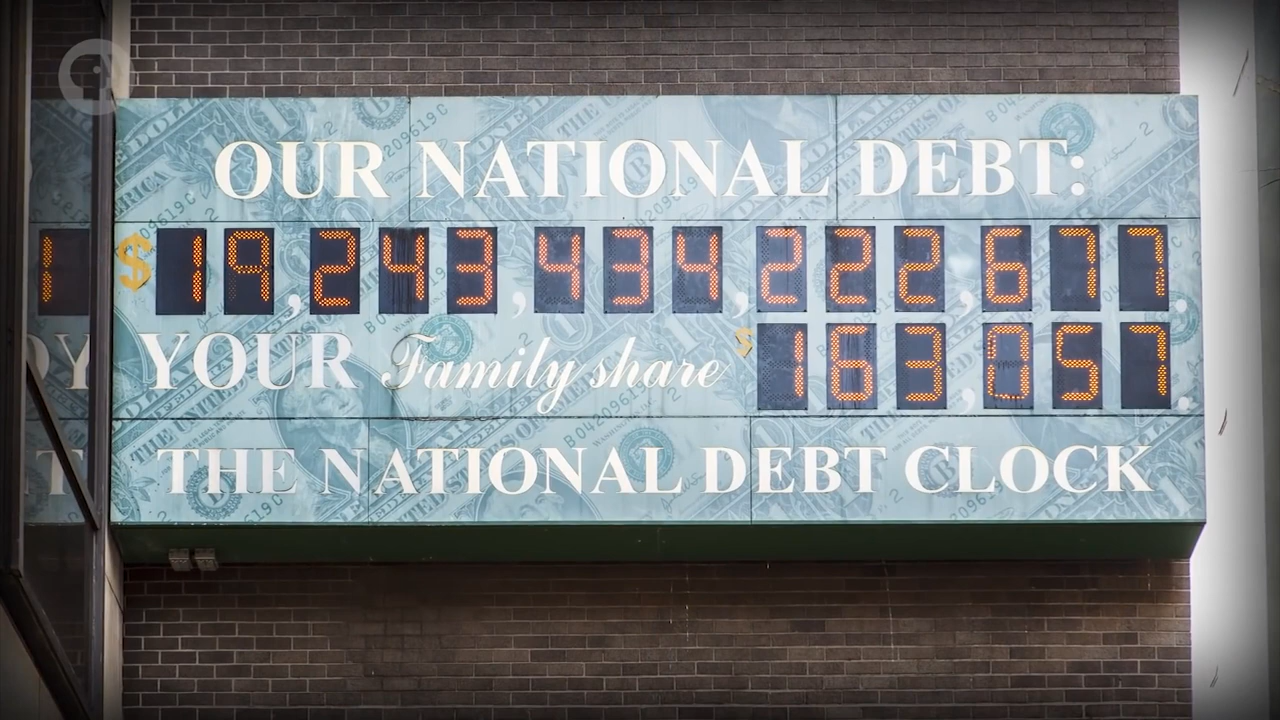 OUR NATIONAL DEBT:
$19,243,434,222,677.
YOUR Family share $163,057.
THE NATIONAL DEBT CLOCK